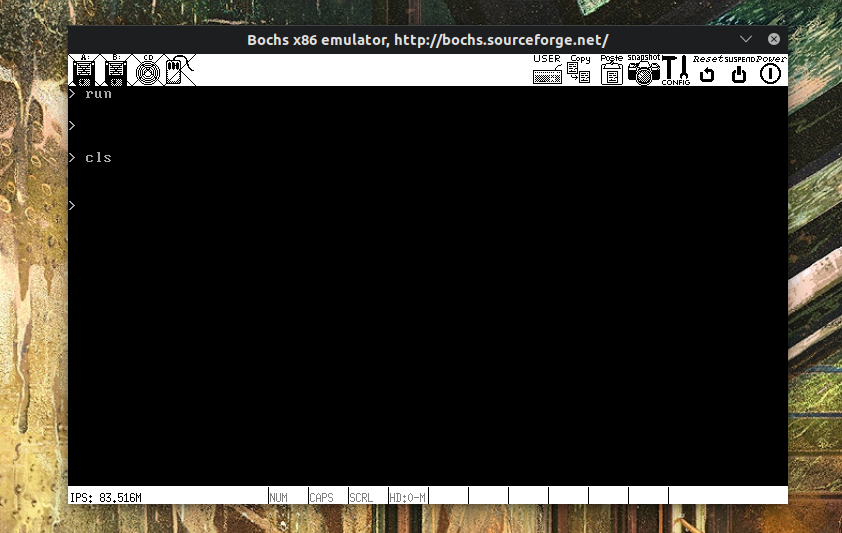 Bochs x86 emulator, http://bochs.sourceforge.net/
A: B: CD USER Copy Paste snapshot CONFIG Reset SUSPEND Power
> run
>
> cls
>
IPS: 83.516M NUM CAPS SCRL HD:0-M